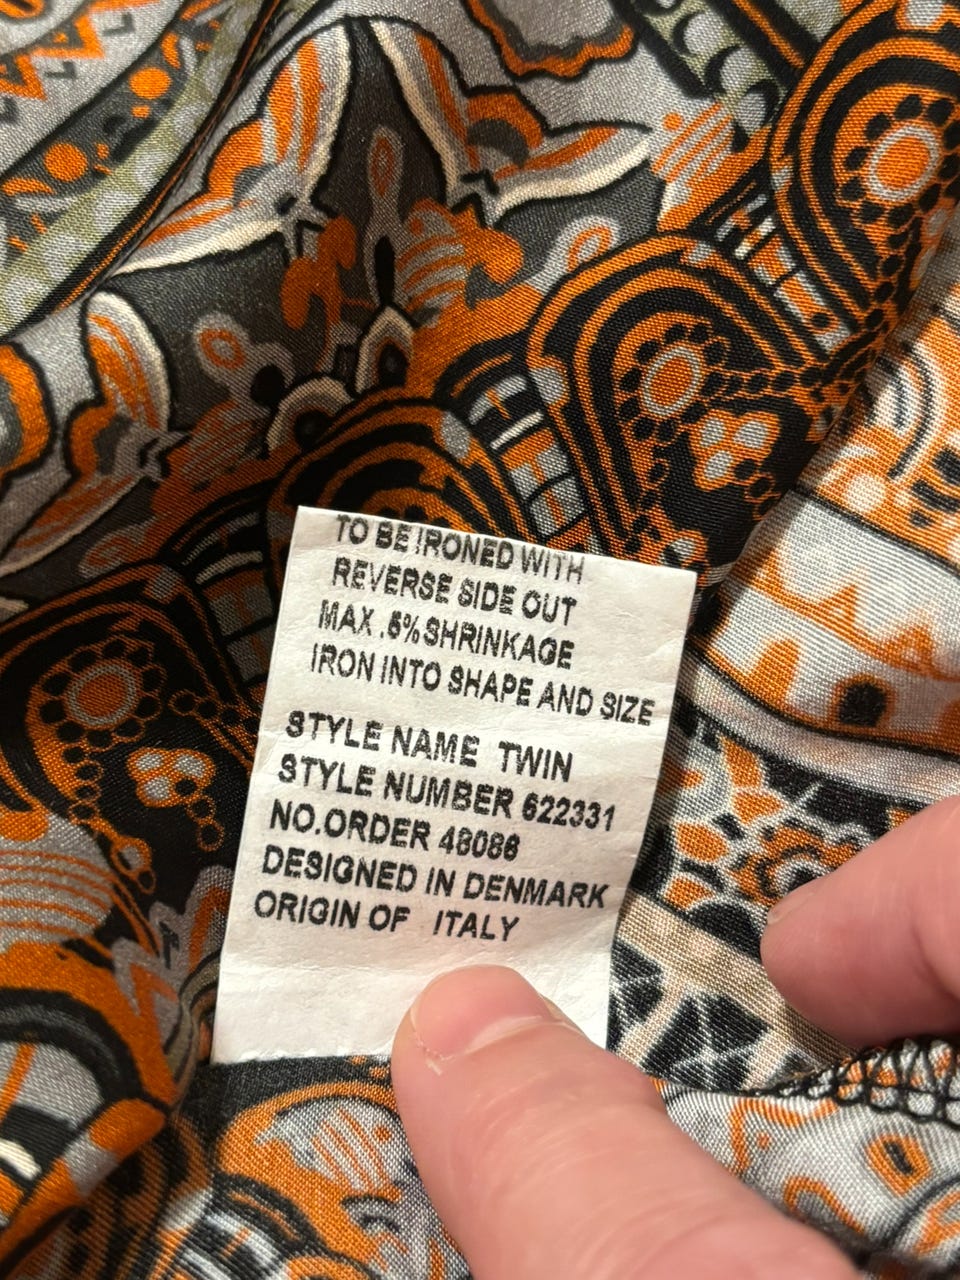 TO BE IRONED WITH
REVERSE SIDE OUT
MAX .5% SHRINKAGE
IRON INTO SHAPE AND SIZE
STYLE NAME TWIN
STYLE NUMBER 622331
NO.ORDER 48086
DESIGNED IN DENMARK
ORIGIN OF ITALY